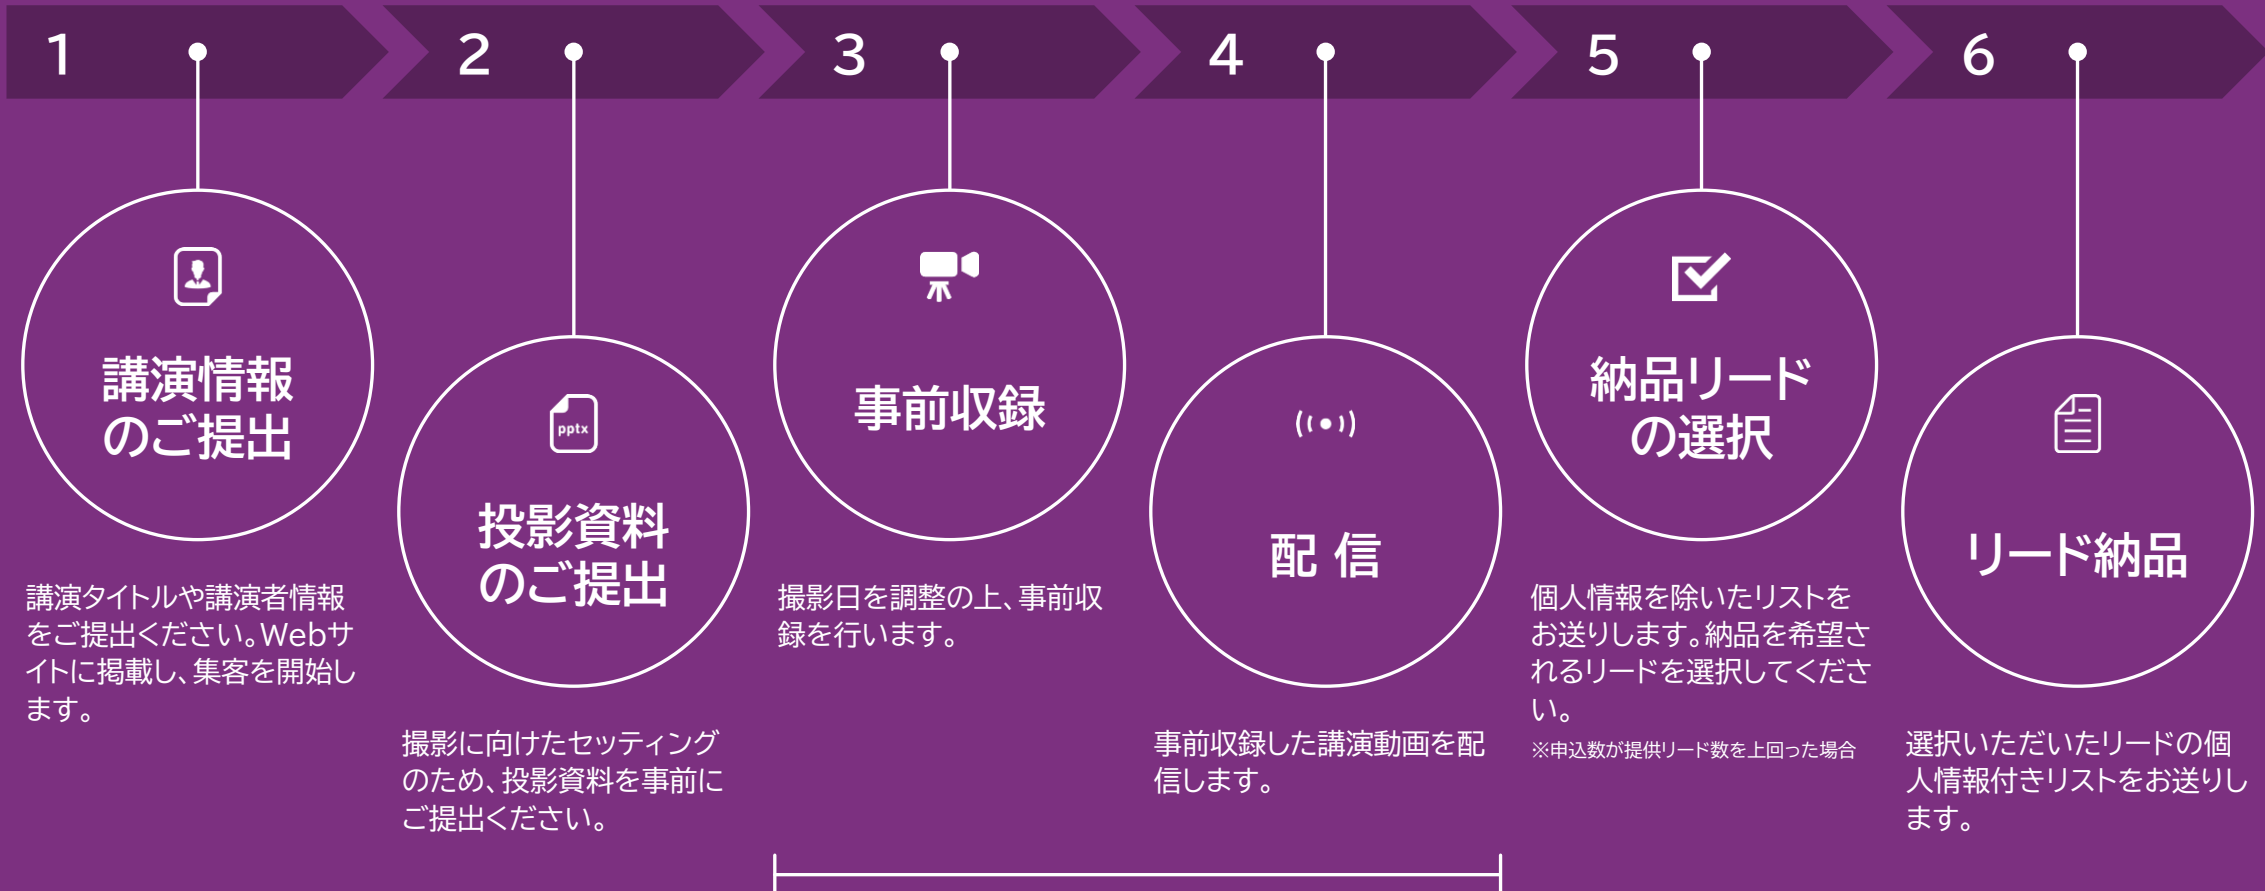 1
講演情報
のご提出
講演タイトルや講演者情報
をご提出ください。Webサ
イトに掲載し、集客を開始し
ます。
2
pptx
投影資料
のご提出
撮影に向けたセッティング
のため、投影資料を事前に
ご提出ください。
3
事前収録
撮影日を調整の上、事前収
録を行います。
4
配 信
事前収録した講演動画を配
信します。
5
納品リード
の選択
個人情報を除いたリストを
お送りします。納品を希望さ
れるリードを選択してくださ
い。
※申込数が提供リード数を上回った場合
6
リード納品
選択いただいたリードの個
人情報付きリストをお送りし
ます。